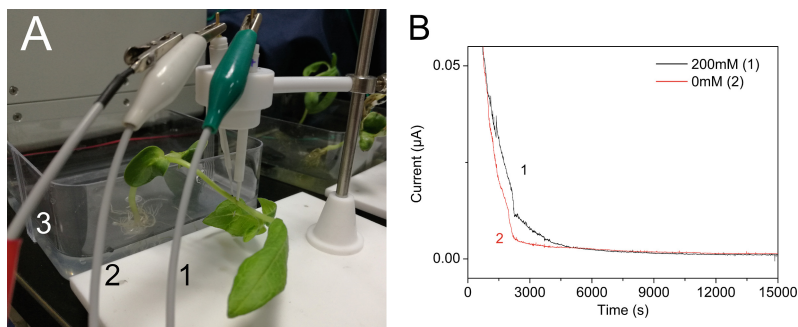 A
3
2
1
B
200mM (1)
0mM (2)
0.05
1
Current (µA)
2
0.00
0
3000
6000
9000
12000
15000
Time (s)